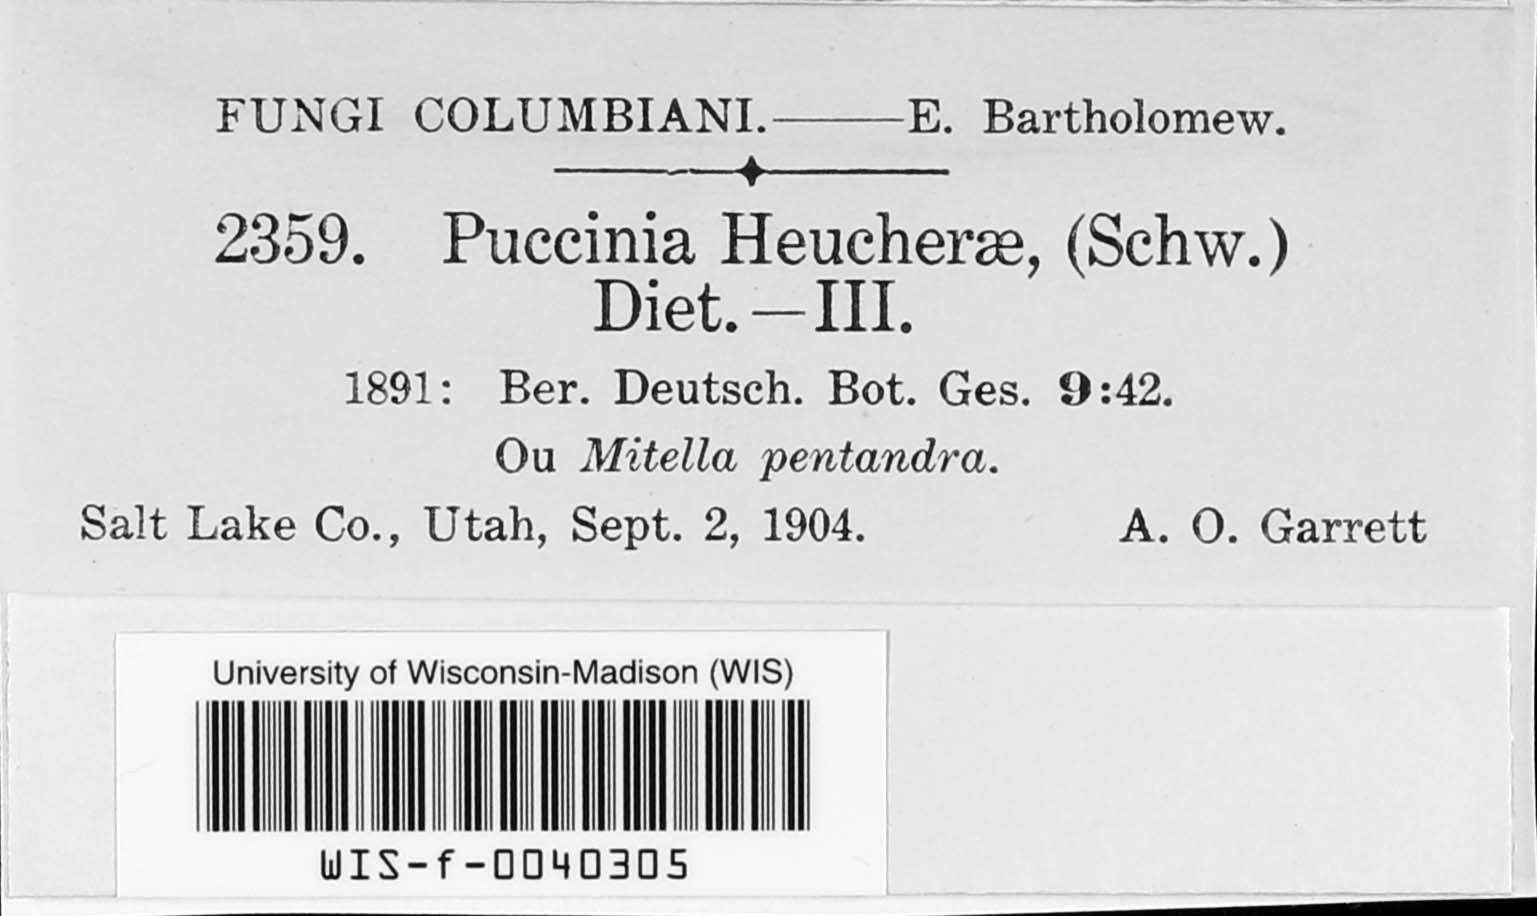 FUNGI COLUMBIANI.——E. Bartholomew.
2359. Puccinia Heucheræ, (Schw.)
Diet.—III.
1891: Ber. Deutsch. Bot. Ges. 9:42.
Ou Mitella pentandra.
Salt Lake Co., Utah, Sept. 2, 1904. A. O. Garrett
University of Wisconsin-Madison (WIS)
WIS-f-0040305